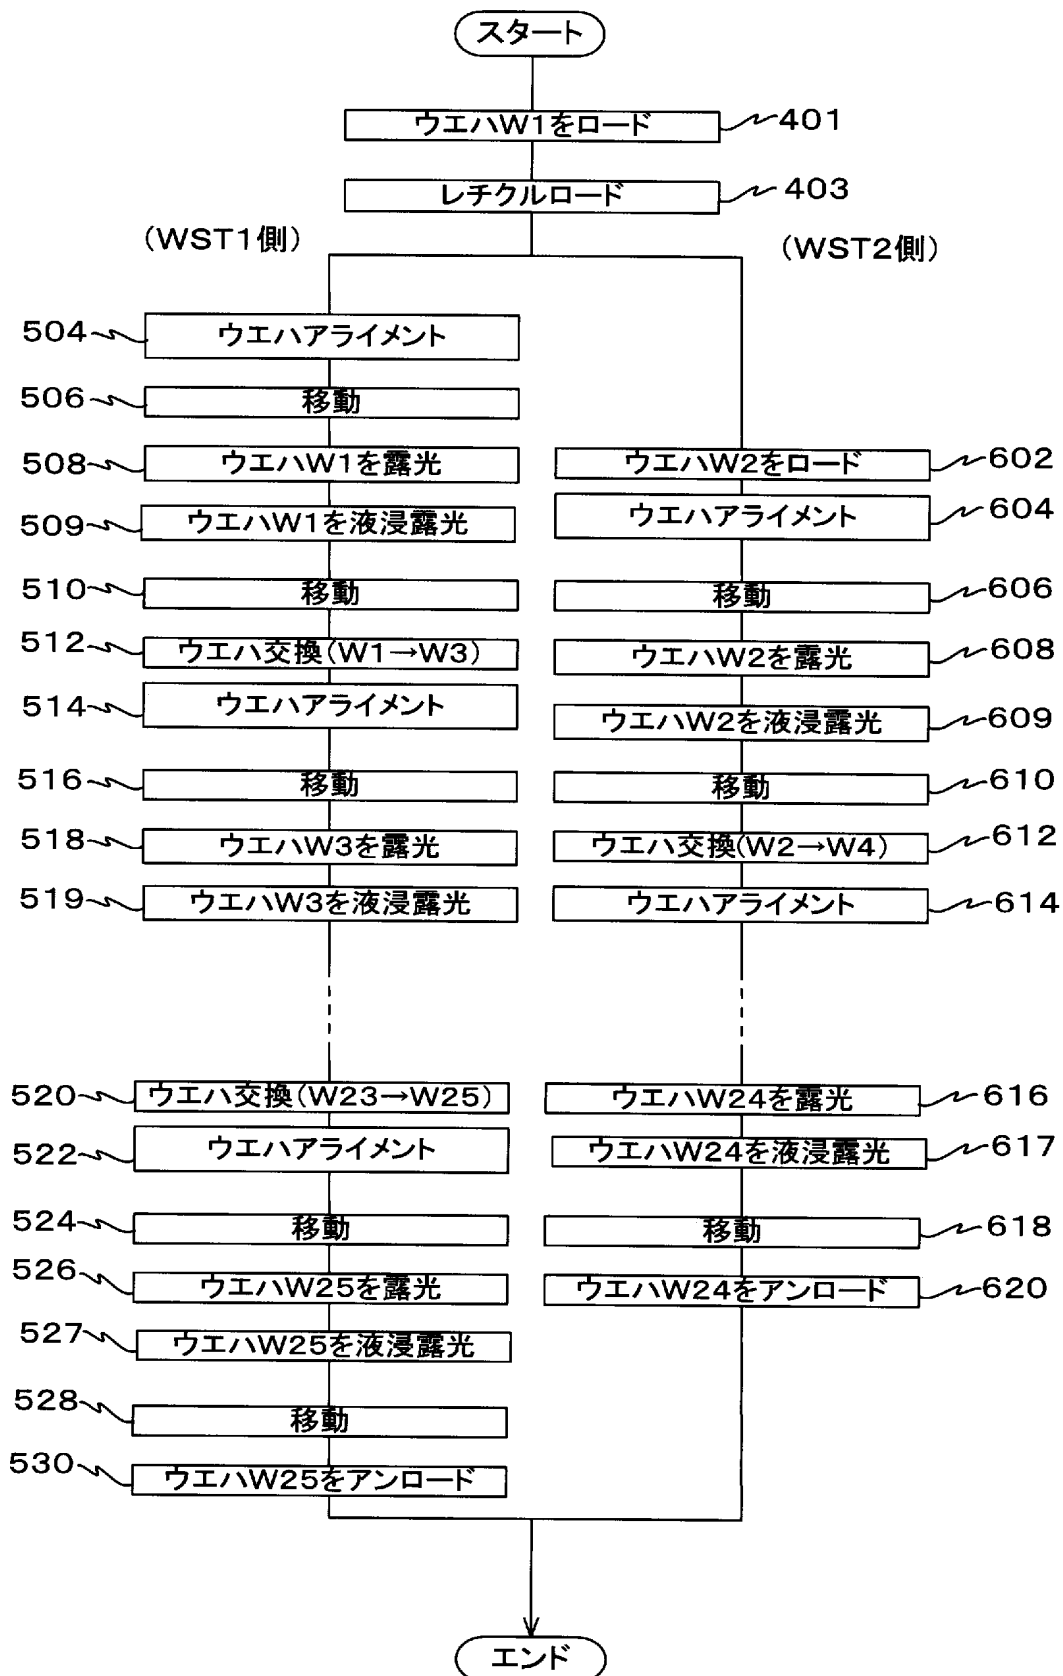 スタート
ウエハW1をロード 401
レチクルロード 403
(WST1側)
(WST2側)
504 ウエハアライメント
506 移動
508 ウエハW1を露光
ウエハW2をロード 602
509 ウエハW1を液浸露光
ウエハアライメント 604
510 移動
移動 606
512 ウエハ交換(W1→W3)
ウエハW2を露光 608
514 ウエハアライメント
ウエハW2を液浸露光 609
516 移動
移動 610
518 ウエハW3を露光
ウエハ交換(W2→W4) 612
519 ウエハW3を液浸露光
ウエハアライメント 614
520 ウエハ交換(W23→W25)
ウエハW24を露光 616
522 ウエハアライメント
ウエハW24を液浸露光 617
524 移動
移動 618
526 ウエハW25を露光
ウエハW24をアンロード 620
527 ウエハW25を液浸露光
528 移動
530 ウエハW25をアンロード
エンド